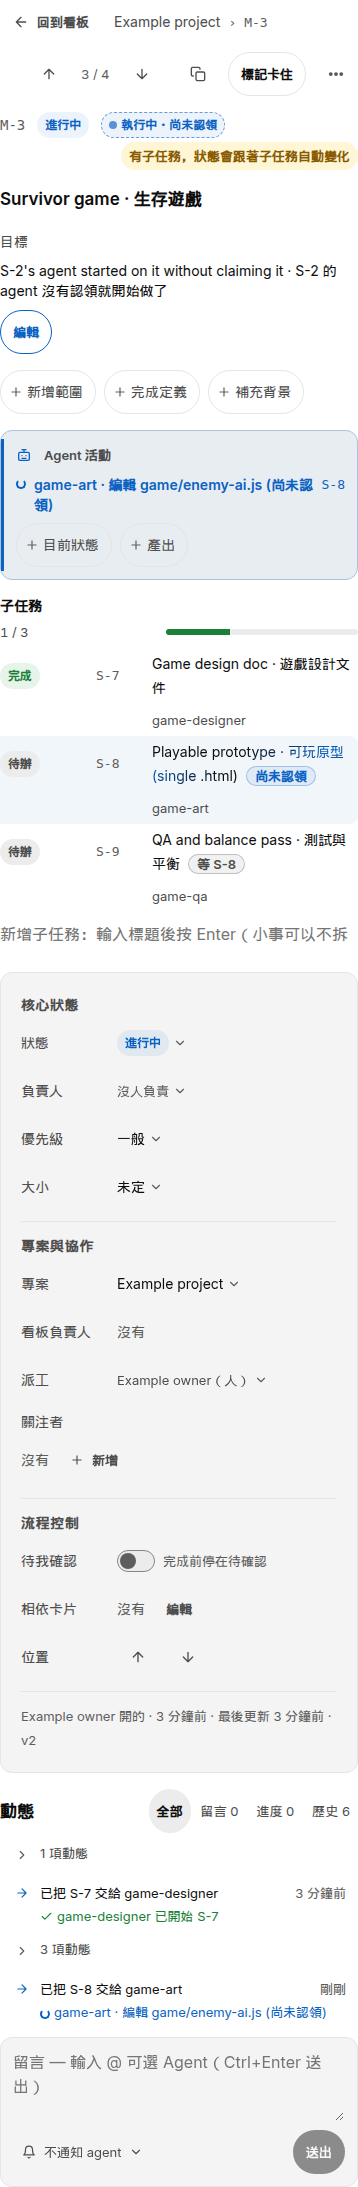 回到看板 Example project › M-3
3 / 4 標記卡住
M-3 進行中 執行中・尚未認領
有子任務，狀態會跟著子任務自動變化
Survivor game · 生存遊戲
目標
S-2's agent started on it without claiming it · S-2 的
agent 沒有認領就開始做了
編輯
新增範圍 完成定義 補充背景
Agent 活動
game-art · 編輯 game/enemy-ai.js (尚未認 S-8
領)
目前狀態 產出
子任務
1 / 3
完成 S-7 Game design doc · 遊戲設計文
件
game-designer
待辦 S-8 Playable prototype · 可玩原型
(single .html) 尚未認領
game-art
待辦 S-9 QA and balance pass · 測試與
平衡 等 S-8
game-qa
新增子任務：輸入標題後按 Enter（小事可以不拆
核心狀態
狀態 進行中
負責人 沒人負責
優先級 一般
大小 未定
專案與協作
專案 Example project
看板負責人 沒有
派工 Example owner（人）
關注者
沒有 新增
流程控制
待我確認 完成前停在待確認
相依卡片 沒有 編輯
位置
Example owner 開的 · 3 分鐘前 · 最後更新 3 分鐘前 ·
v2
動態 全部 留言 0 進度 0 歷史 6
1 項動態
已把 S-7 交給 game-designer 3 分鐘前
game-designer 已開始 S-7
3 項動態
已把 S-8 交給 game-art 剛剛
game-art · 編輯 game/enemy-ai.js (尚未認領)
留言 — 輸入 @ 可選 Agent（Ctrl+Enter 送
出）
不通知 agent 送出